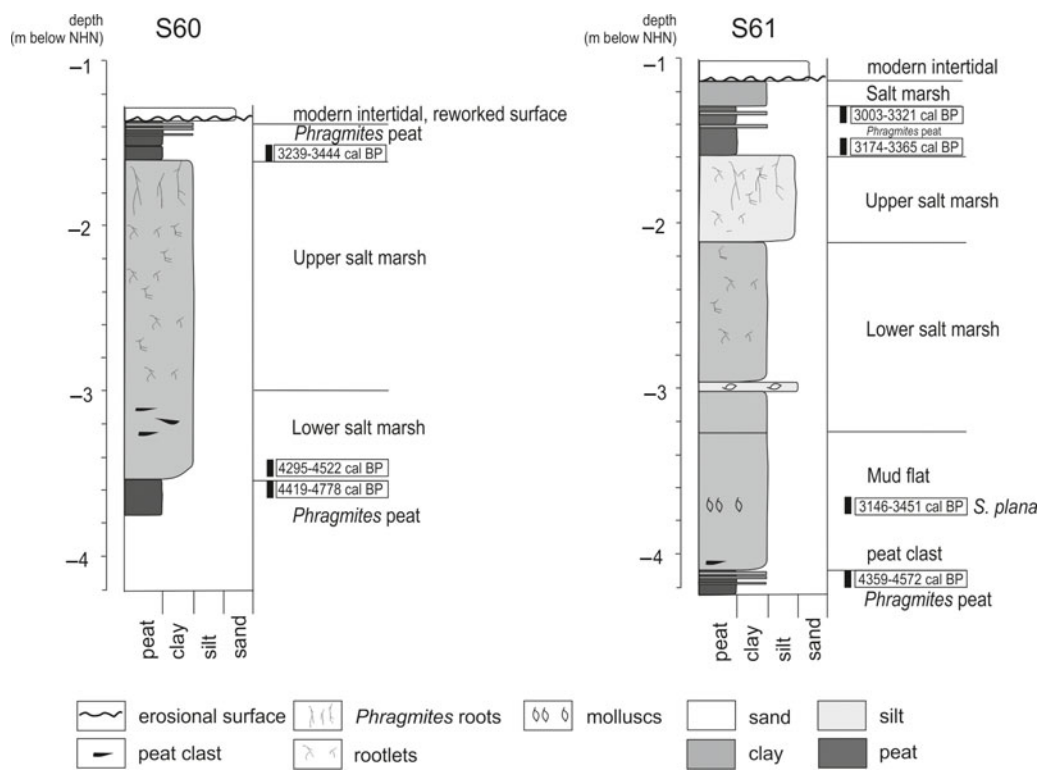 depth
(m below NHN)
S60
–1
–2
–3
–4
modern intertidal, reworked surface
Phragmites peat
3239-3444 cal BP
Upper salt marsh
Lower salt marsh
4295-4522 cal BP
4419-4778 cal BP
Phragmites peat
peat
clay
silt
sand
depth
(m below NHN)
S61
–1
–2
–3
–4
modern intertidal
Salt marsh
3003-3321 cal BP
Phragmites peat
3174-3365 cal BP
Upper salt marsh
Lower salt marsh
Mud flat
3146-3451 cal BP S. plana
peat clast
4359-4572 cal BP
Phragmites peat
peat
clay
silt
sand
erosional surface
Phragmites roots
molluscs
sand
silt
peat clast
rootlets
clay
peat